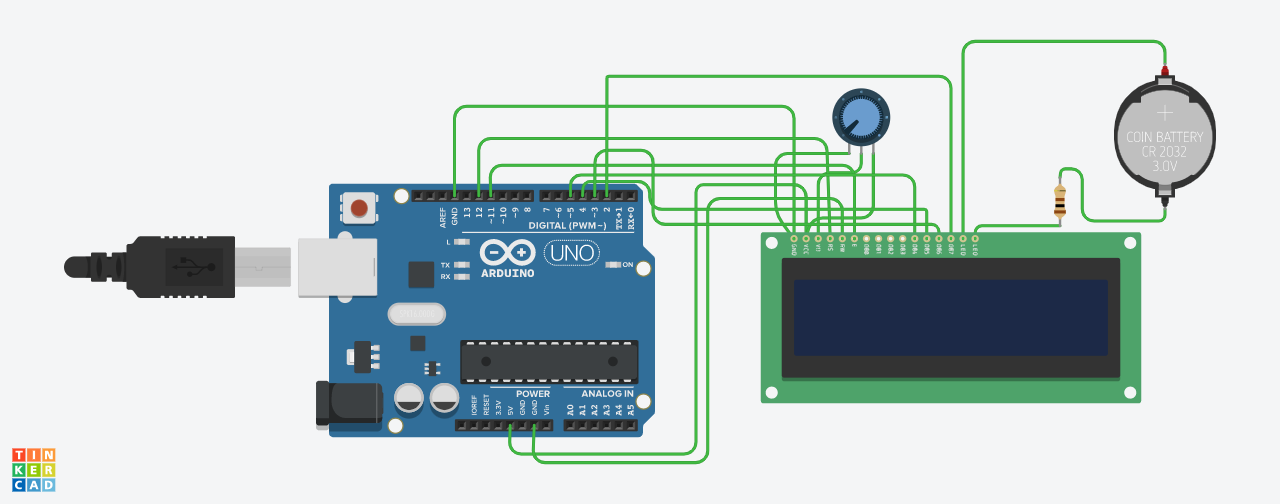 COIN BATTERY
CR 2032
3.0V
AREF
GND
13
12
~11
~10
~9
8
7
~6
~5
4
~3
2
TX→1
RX←0
DIGITAL (PWM~)
L
TX
RX
ARDUINO
UNO
ON
GND
VCC
V0
RS
RW
E
DB0
DB1
DB2
DB3
DB4
DB5
DB6
DB7
LED
LED
POWER
ANALOG IN
IOREF
RESET
3.3V
5V
GND
GND
Vin
A0
A1
A2
A3
A4
A5
TIN
KER
CAD